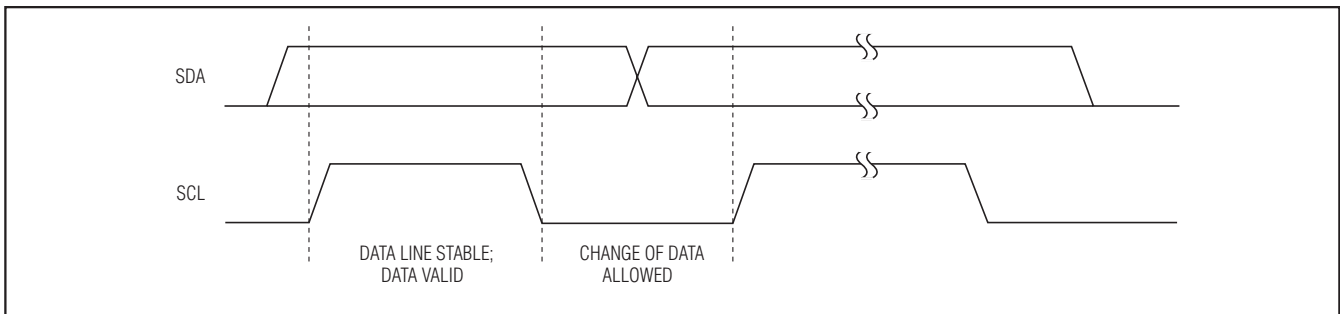 SDA
SCL
DATA LINE STABLE;
DATA VALID
CHANGE OF DATA
ALLOWED